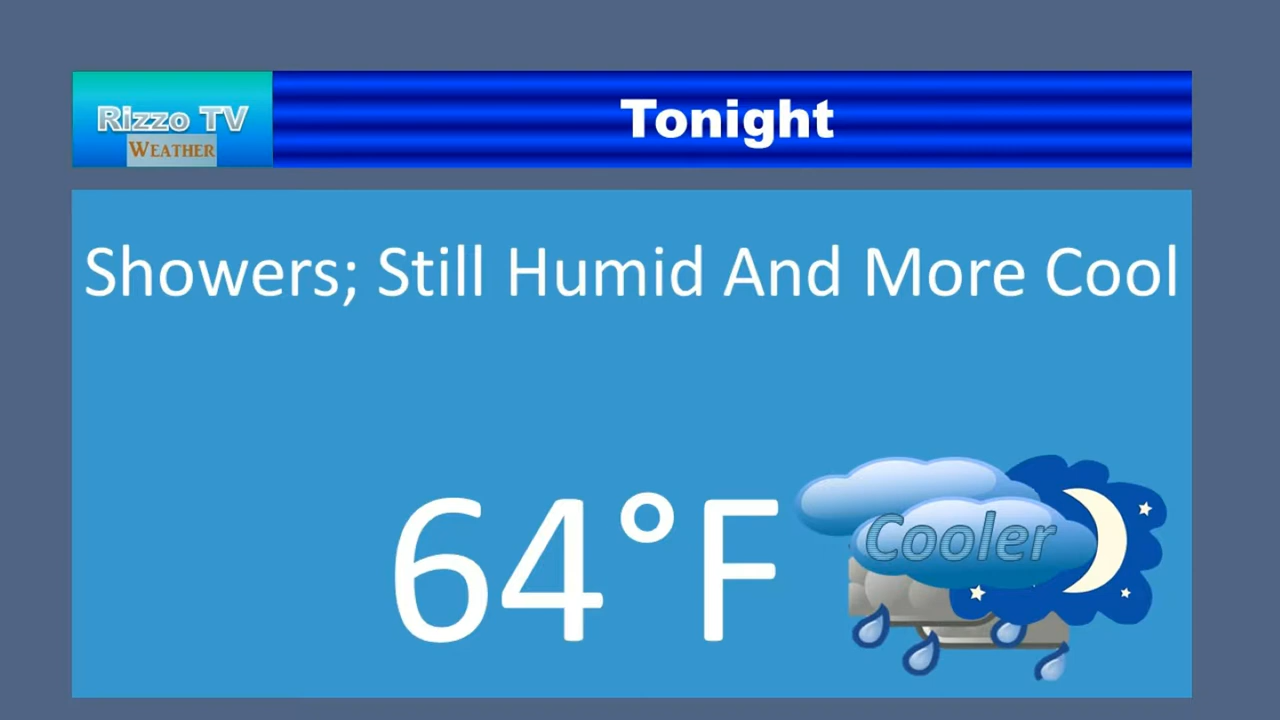 Rizzo TV
WEATHER
Tonight
Showers; Still Humid And More Cool
64°F
Cooler